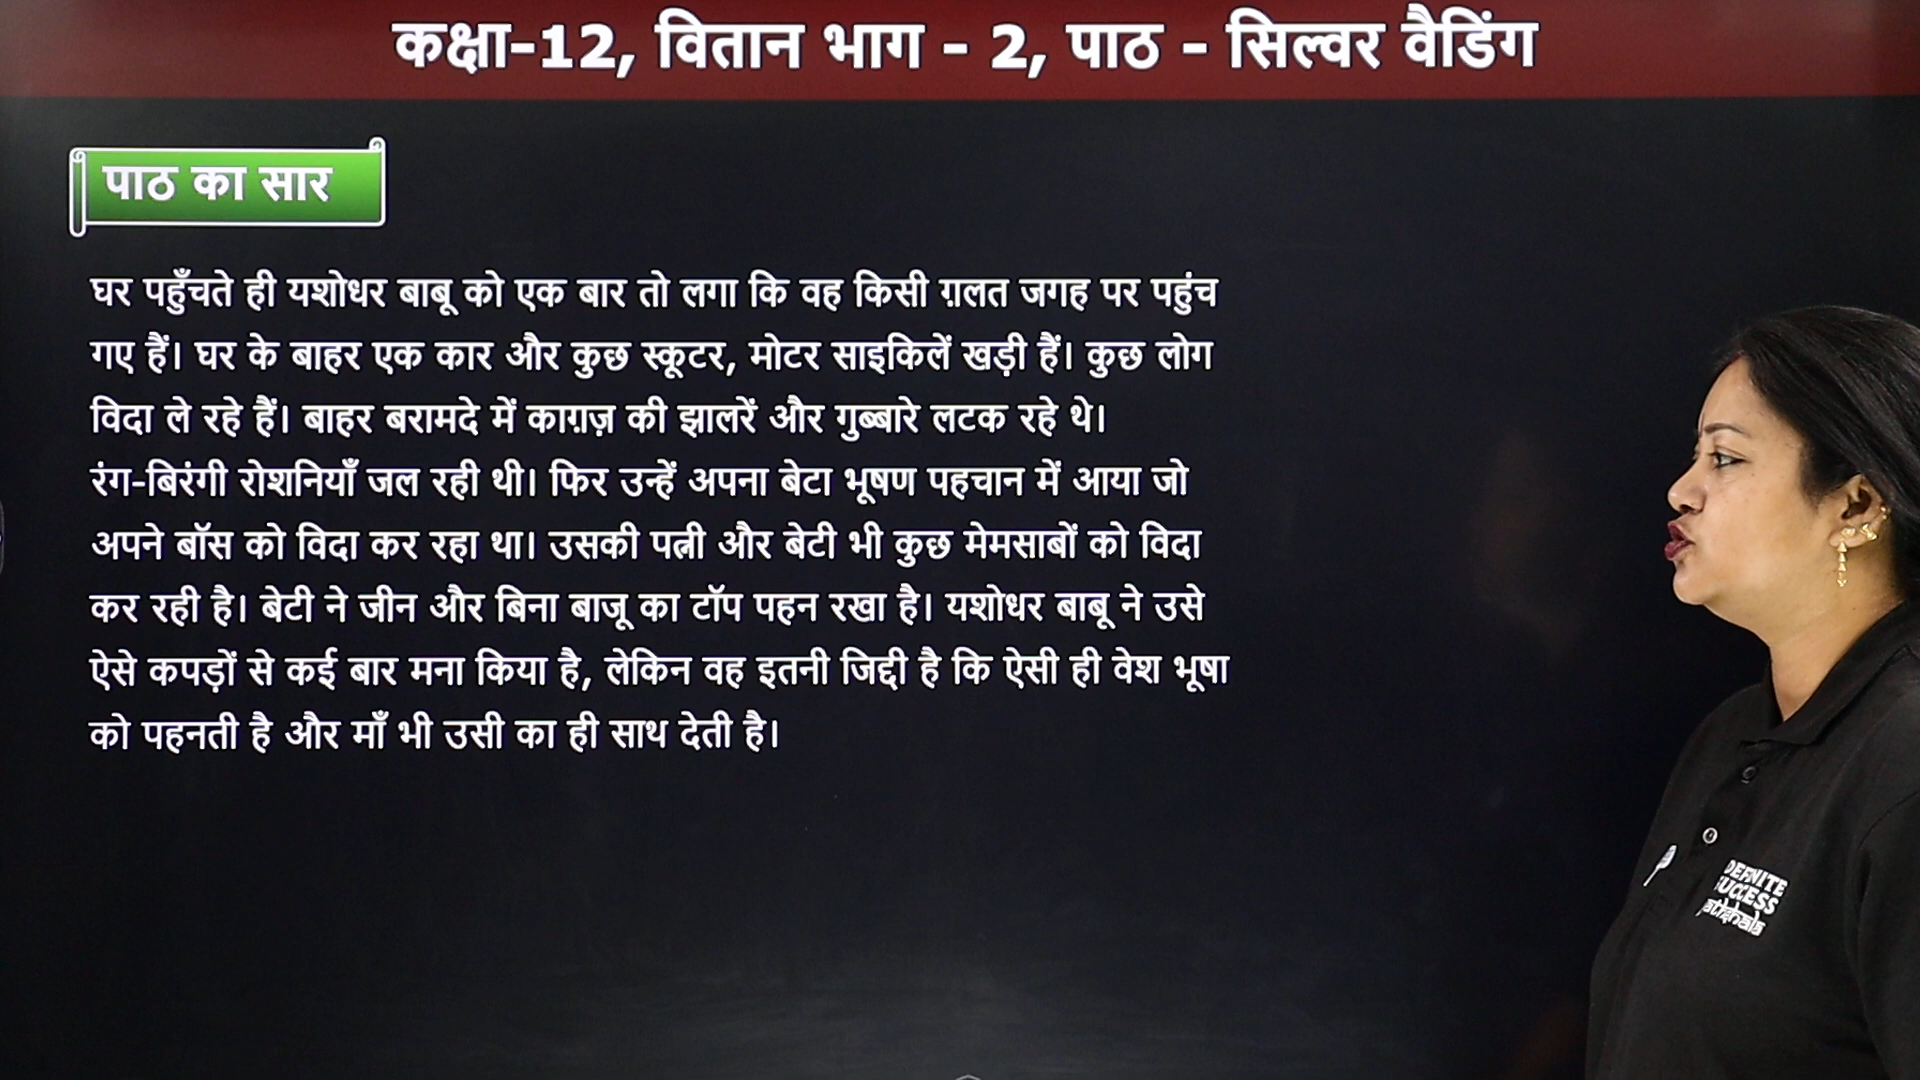 कक्षा-12, वितान भाग - 2, पाठ - सिल्वर वैडिंग
पाठ का सार
घर पहुँचते ही यशोधर बाबू को एक बार तो लगा कि वह किसी ग़लत जगह पर पहुंच
गए हैं। घर के बाहर एक कार और कुछ स्कूटर, मोटर साइकिलें खड़ी हैं। कुछ लोग
विदा ले रहे हैं। बाहर बरामदे में काग़ज़ की झालरें और गुब्बारे लटक रहे थे।
रंग-बिरंगी रोशनियाँ जल रही थी। फिर उन्हें अपना बेटा भूषण पहचान में आया जो
अपने बॉस को विदा कर रहा था। उसकी पत्नी और बेटी भी कुछ मेमसाबों को विदा
कर रही है। बेटी ने जीन और बिना बाजू का टॉप पहन रखा है। यशोधर बाबू ने उसे
ऐसे कपड़ों से कई बार मना किया है, लेकिन वह इतनी जिद्दी है कि ऐसी ही वेश भूषा
को पहनती है और माँ भी उसी का ही साथ देती है।
DEFINITE
SUCCESS